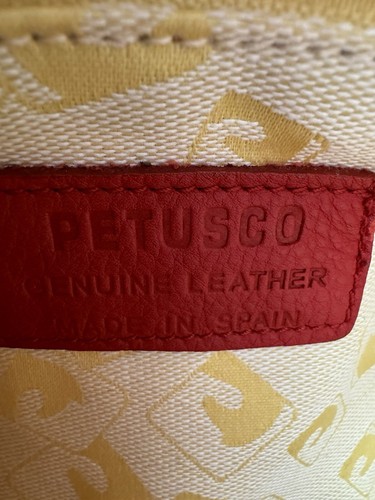 PETUSCO
GENUINE LEATHER
MADE IN SPAIN